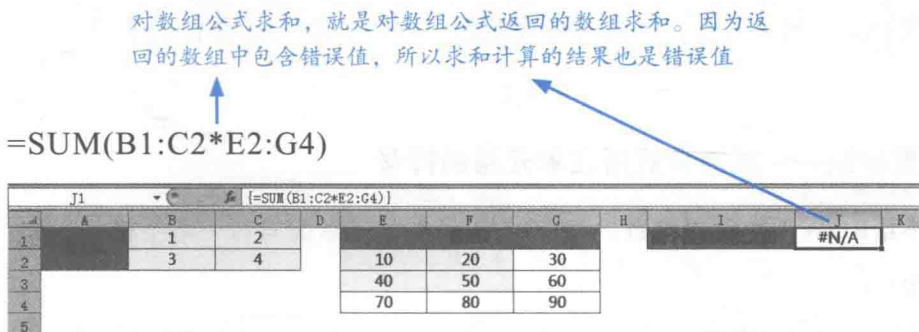 对数组公式求和，就是对数组公式返回的数组求和。因为返
回的数组中包含错误值，所以求和计算的结果也是错误值
=SUM(B1:C2*E2:G4)
J1 {=SUM(B1:C2*E2:G4)}
A B C D E F G H I J K
1 1 2 #N/A
2 3 4 10 20 30
3 40 50 60
4 70 80 90
5